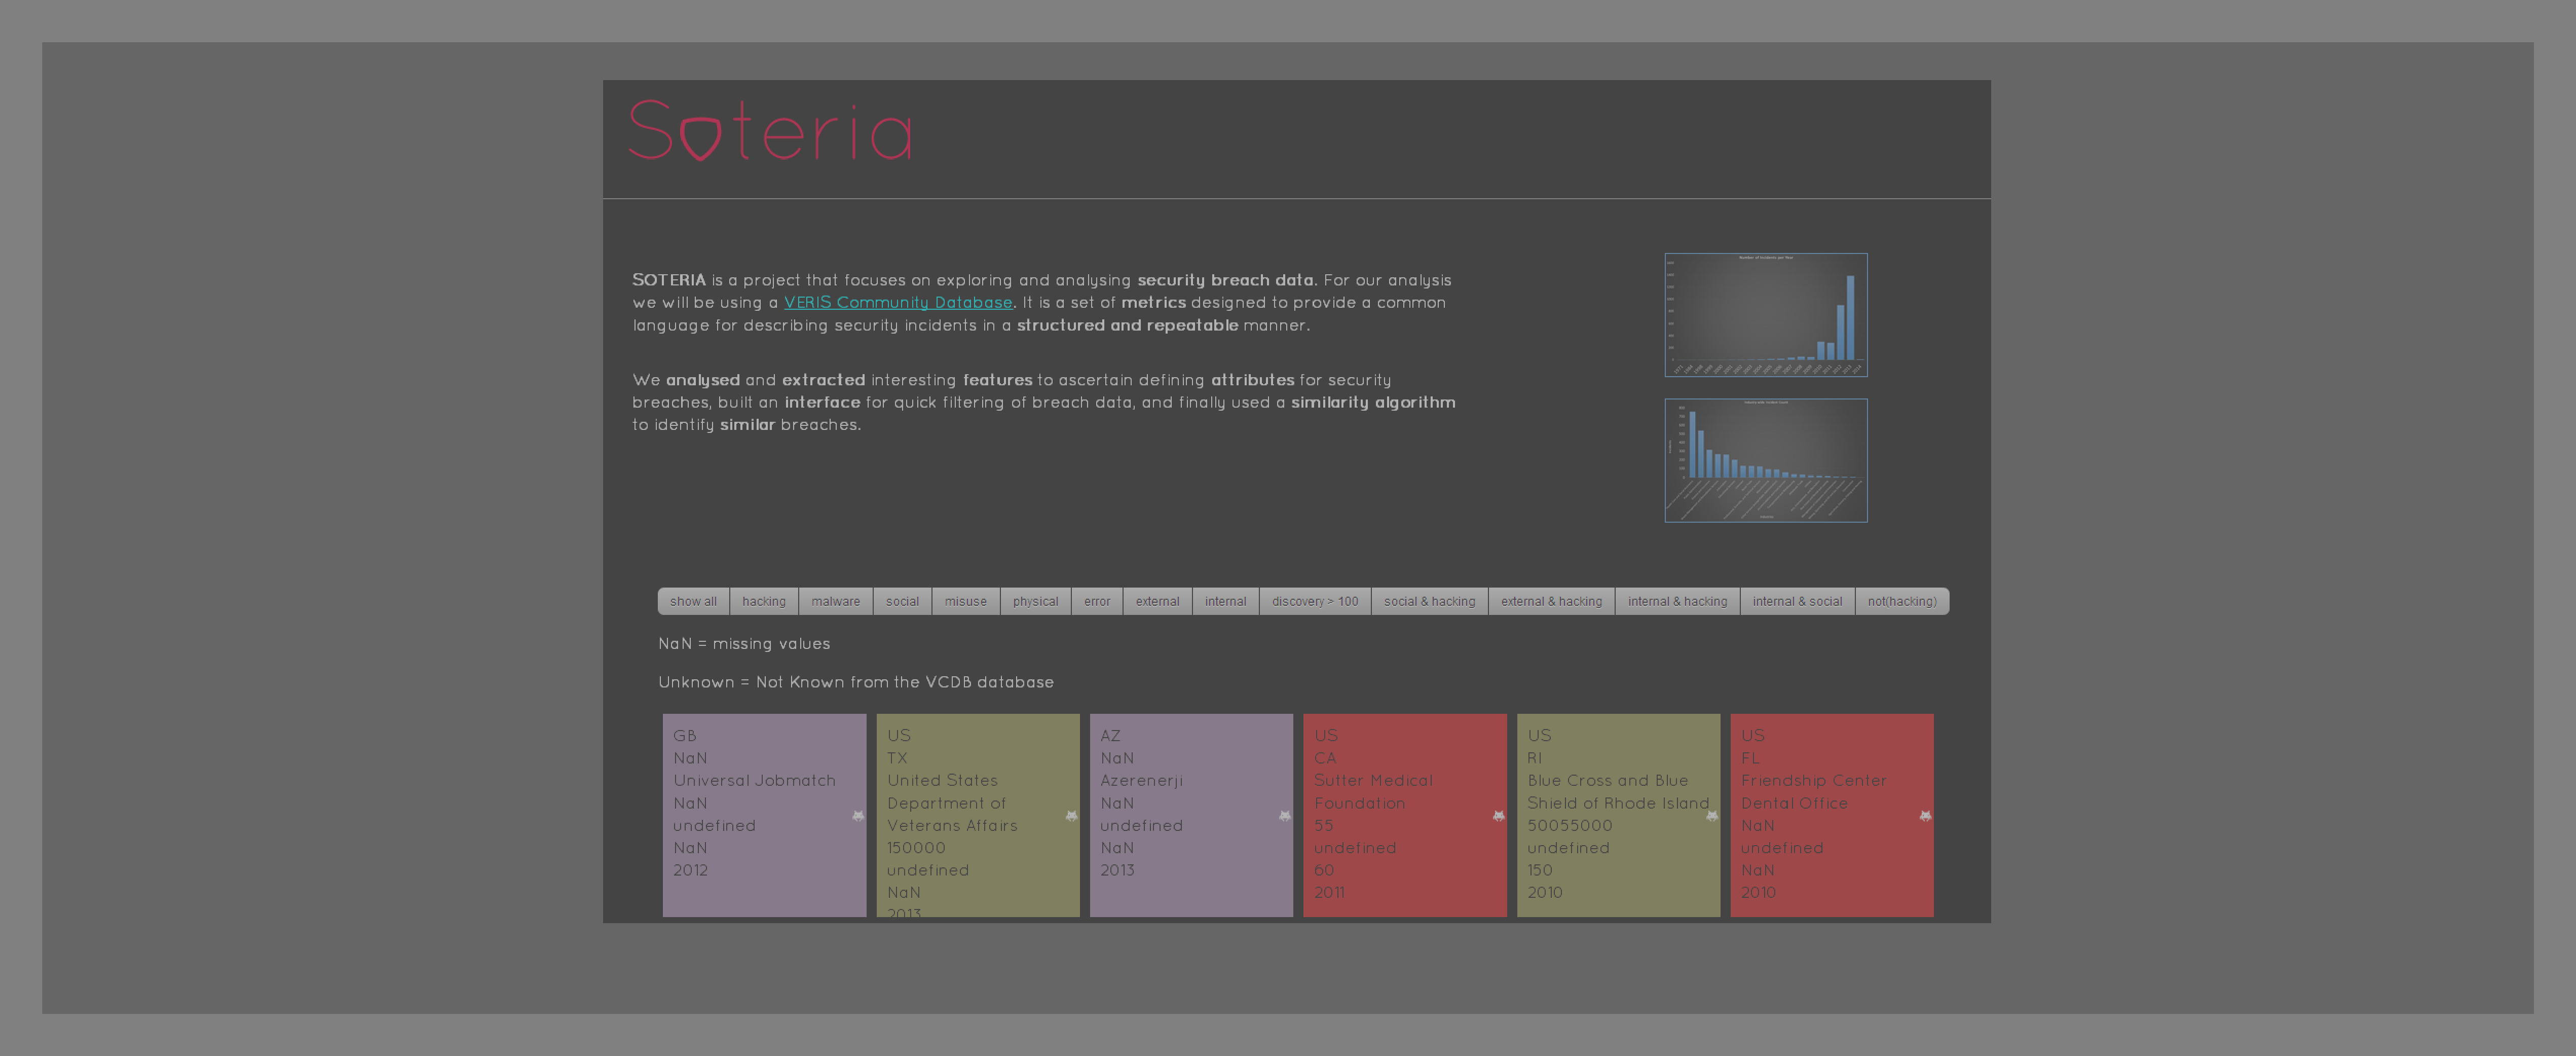 Soteria
SOTERIA is a project that focuses on exploring and analysing security breach data. For our analysis
we will be using a VERIS Community Database. It is a set of metrics designed to provide a common
language for describing security incidents in a structured and repeatable manner.
We analysed and extracted interesting features to ascertain defining attributes for security
breaches, built an interface for quick filtering of breach data, and finally used a similarity algorithm
to identify similar breaches.
Number of Incidents per Year
show all hacking malware social misuse physical error external internal discovery > 100 social & hacking external & hacking internal & hacking internal & social not(hacking)
NaN = missing values
Unknown = Not Known from the VCDB database
GB
NaN
Universal Jobmatch
NaN
undefined
NaN
2012
US
TX
United States
Department of
Veterans Affairs
150000
undefined
NaN
2013
AZ
NaN
Azerenerji
NaN
undefined
NaN
2013
US
CA
Sutter Medical
Foundation
55
undefined
60
2011
US
RI
Blue Cross and Blue
Shield of Rhode Island
50055000
undefined
150
2010
US
FL
Friendship Center
Dental Office
NaN
undefined
NaN
2010